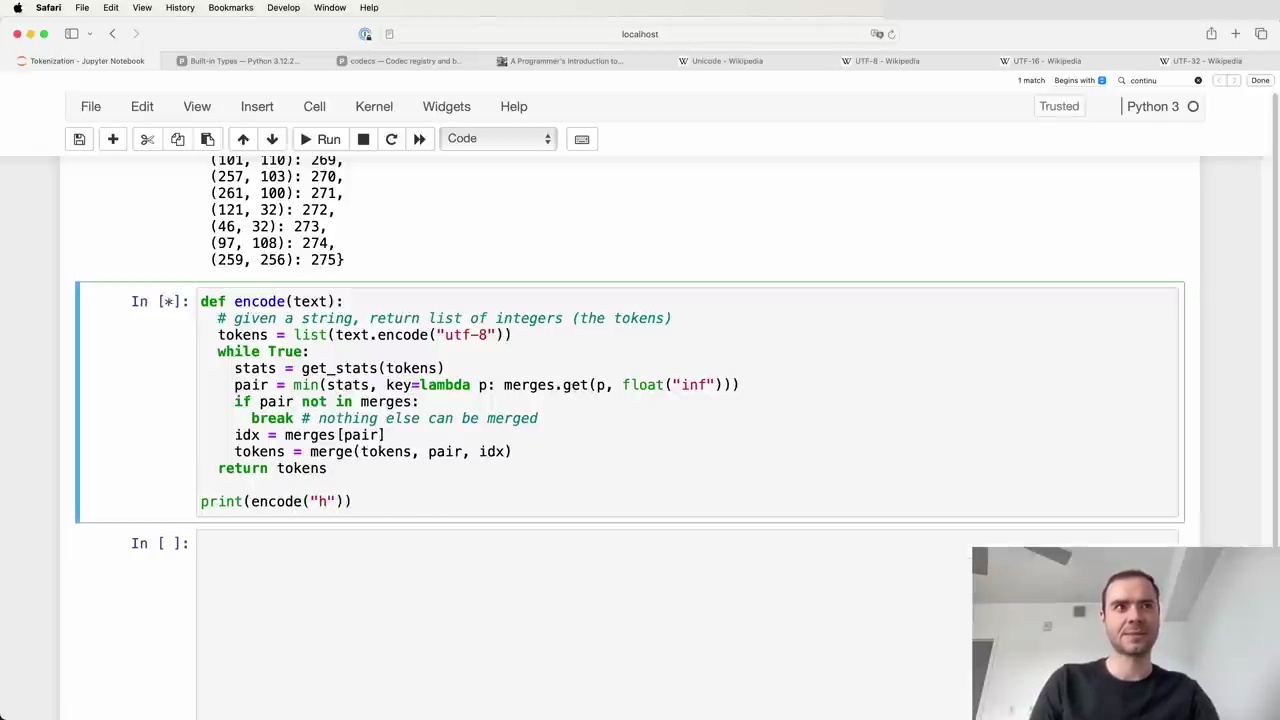 Safari File Edit View History Bookmarks Develop Window Help
localhost
Tokenization - Jupyter Notebook
Built-in Types — Python 3.12.2...
codecs — Codec registry and b...
A Programmer's Introduction to...
Unicode - Wikipedia
UTF-8 - Wikipedia
UTF-16 - Wikipedia
UTF-32 - Wikipedia
1 match Begins with continu Done
File Edit View Insert Cell Kernel Widgets Help Trusted Python 3
Run Code
(101, 110): 269,
(257, 103): 270,
(261, 100): 271,
(121, 32): 272,
(46, 32): 273,
(97, 108): 274,
(259, 256): 275}
In [*]: def encode(text):
# given a string, return list of integers (the tokens)
tokens = list(text.encode("utf-8"))
while True:
stats = get_stats(tokens)
pair = min(stats, key=lambda p: merges.get(p, float("inf")))
if pair not in merges:
break # nothing else can be merged
idx = merges[pair]
tokens = merge(tokens, pair, idx)
return tokens
print(encode("h"))
In [ ]: